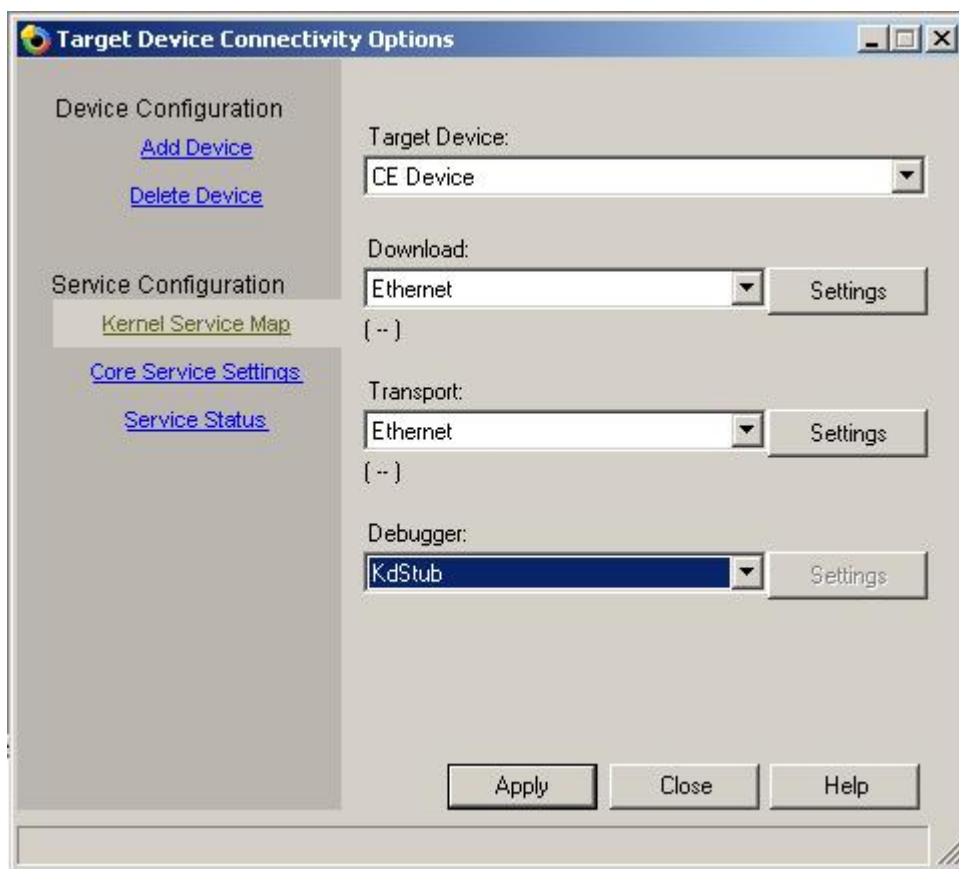 Target Device Connectivity Options
Device Configuration
Add Device
Delete Device
Service Configuration
Kernel Service Map
Core Service Settings
Service Status
Target Device:
CE Device
Download:
Ethernet
Settings
( -- )
Transport:
Ethernet
Settings
( -- )
Debugger:
KdStub
Settings
Apply Close Help